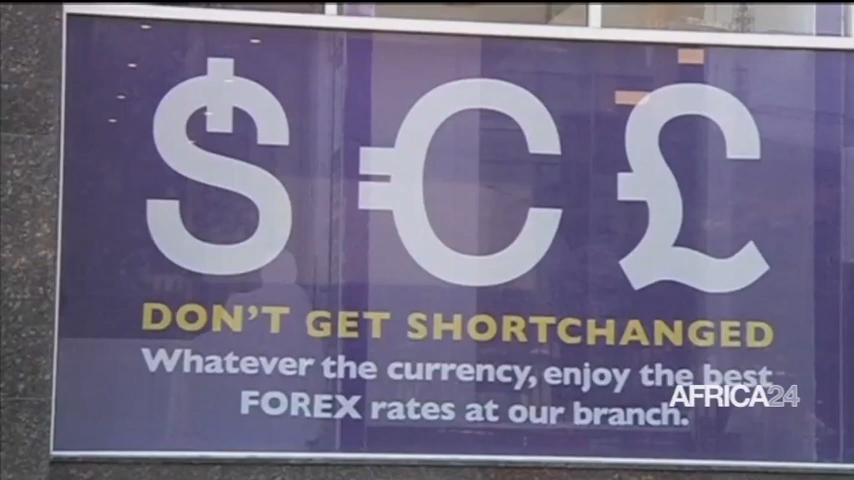 $ € £
DON'T GET SHORTCHANGED
Whatever the currency, enjoy the best
FOREX rates at our branch.
AFRICA24